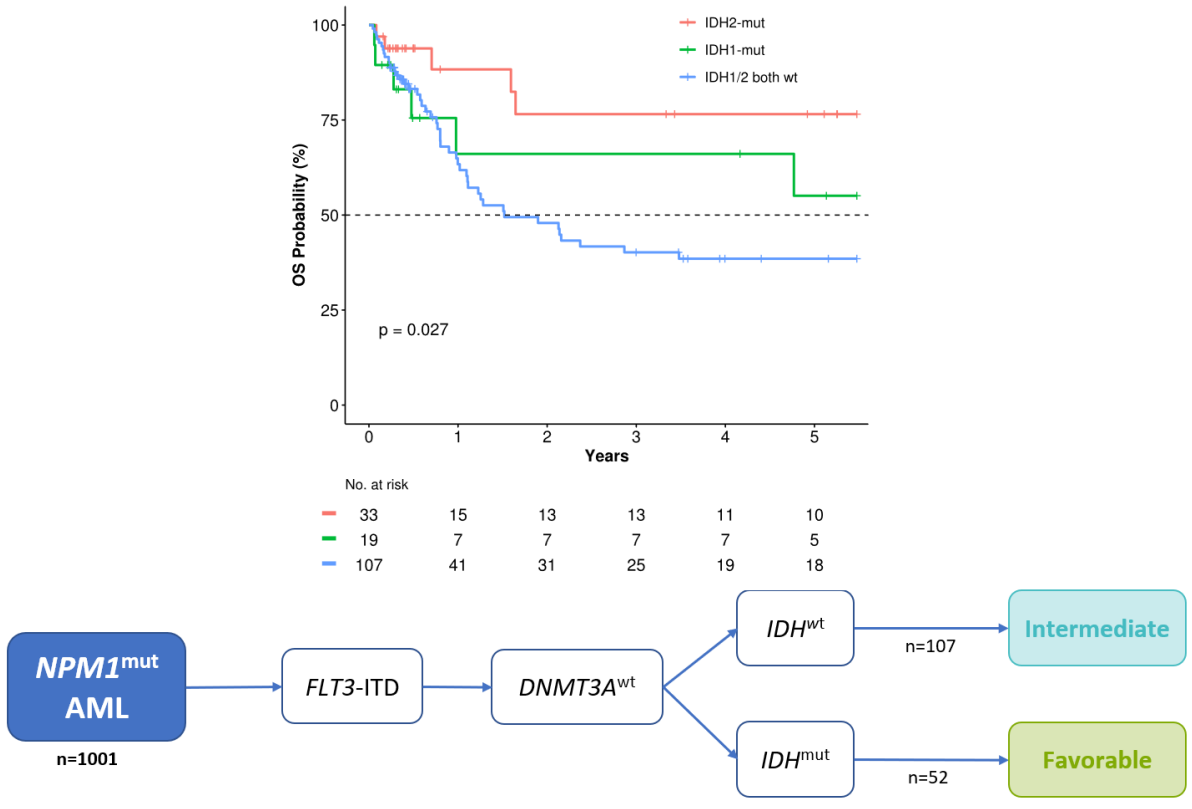 IDH2-mut
IDH1-mut
IDH1/2 both wt
100
75
50
25
0
OS Probability (%)
p = 0.027
0 1 2 3 4 5
Years
No. at risk
33 15 13 13 11 10
19 7 7 7 7 5
107 41 31 25 19 18
NPM1mut
AML
n=1001
FLT3-ITD
DNMT3Awt
IDHwt
n=107
Intermediate
IDHmut
n=52
Favorable